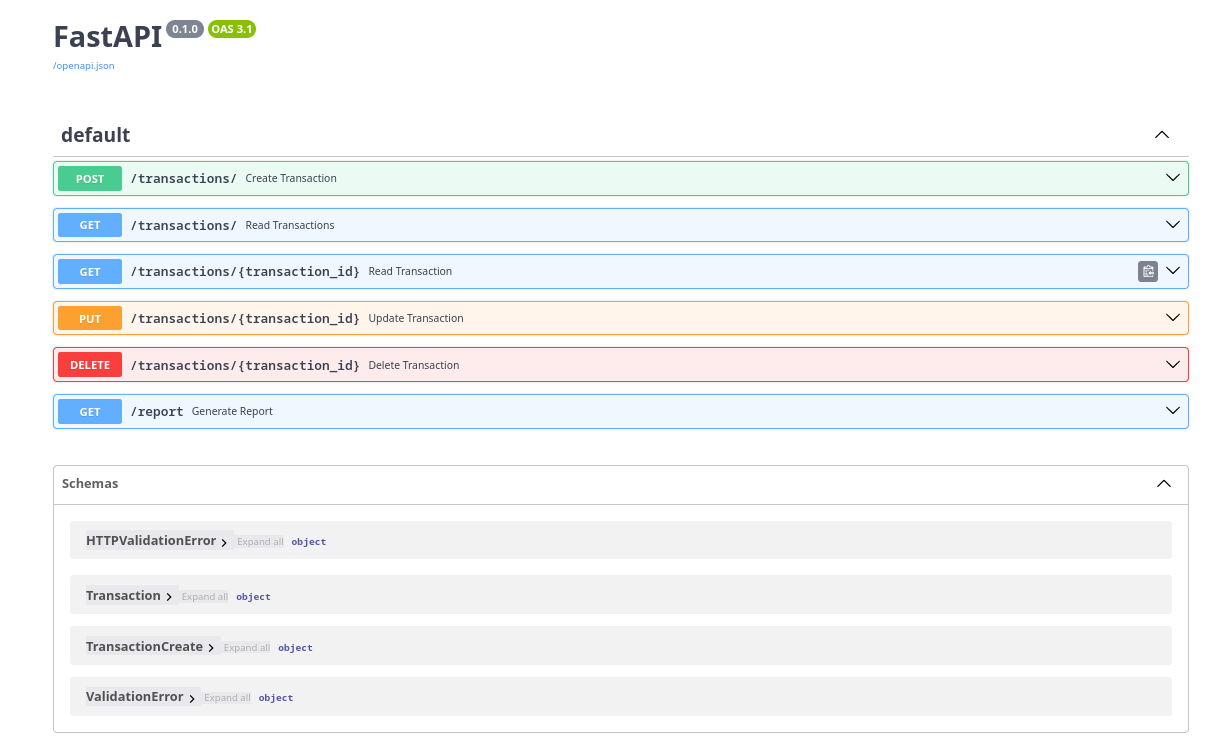 FastAPI 0.1.0 OAS 3.1
/openapi.json
default
POST /transactions/ Create Transaction
GET /transactions/ Read Transactions
GET /transactions/{transaction_id} Read Transaction
PUT /transactions/{transaction_id} Update Transaction
DELETE /transactions/{transaction_id} Delete Transaction
GET /report Generate Report
Schemas
HTTPValidationError Expand all object
Transaction Expand all object
TransactionCreate Expand all object
ValidationError Expand all object